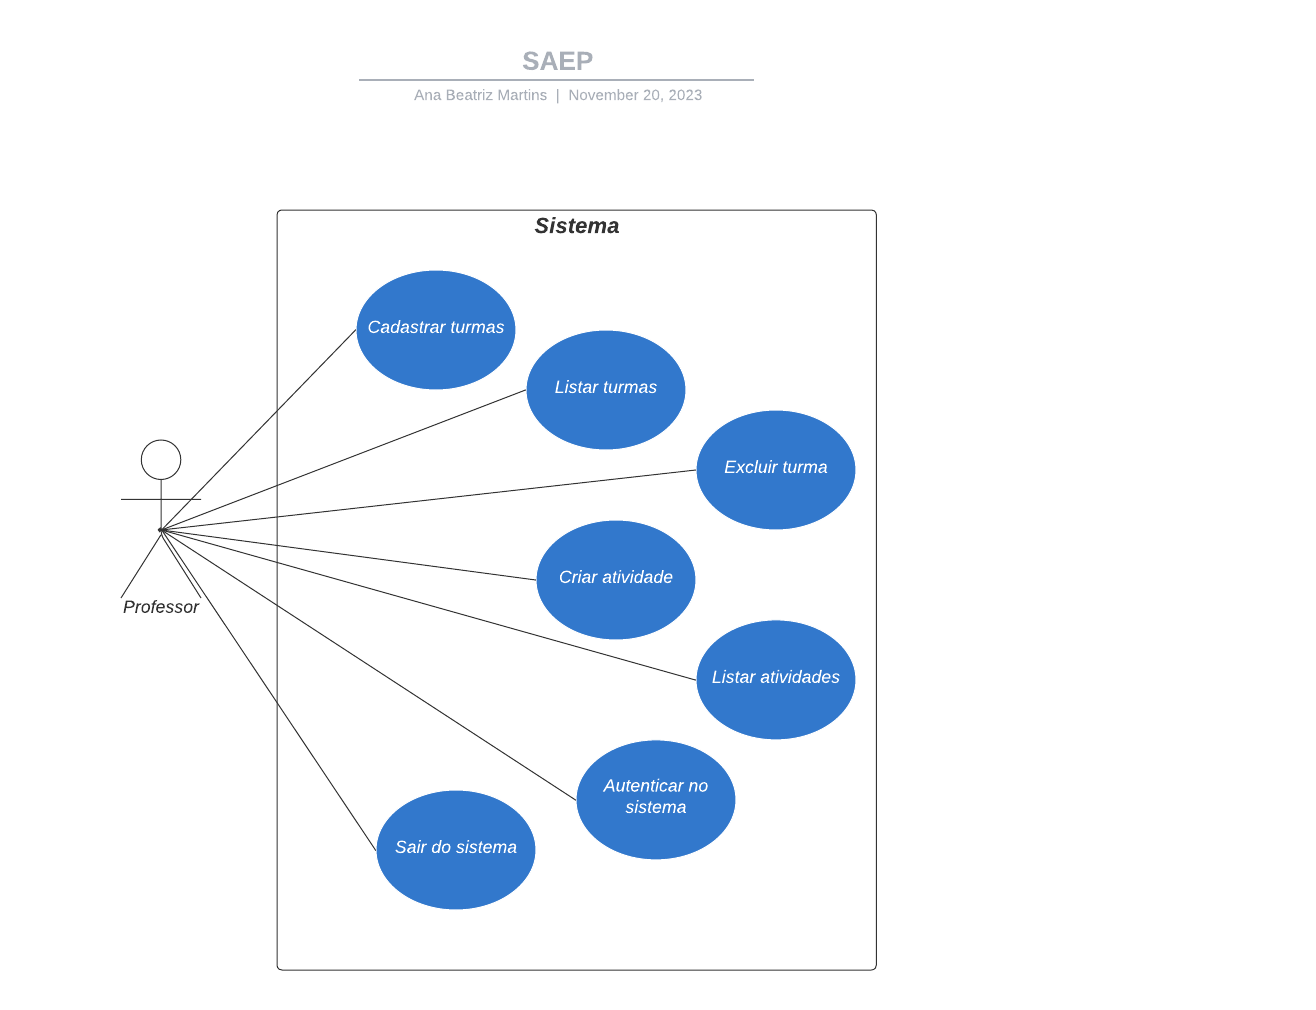 SAEP
Ana Beatriz Martins | November 20, 2023
Sistema
Cadastrar turmas
Listar turmas
Excluir turma
Criar atividade
Professor
Listar atividades
Autenticar no
sistema
Sair do sistema